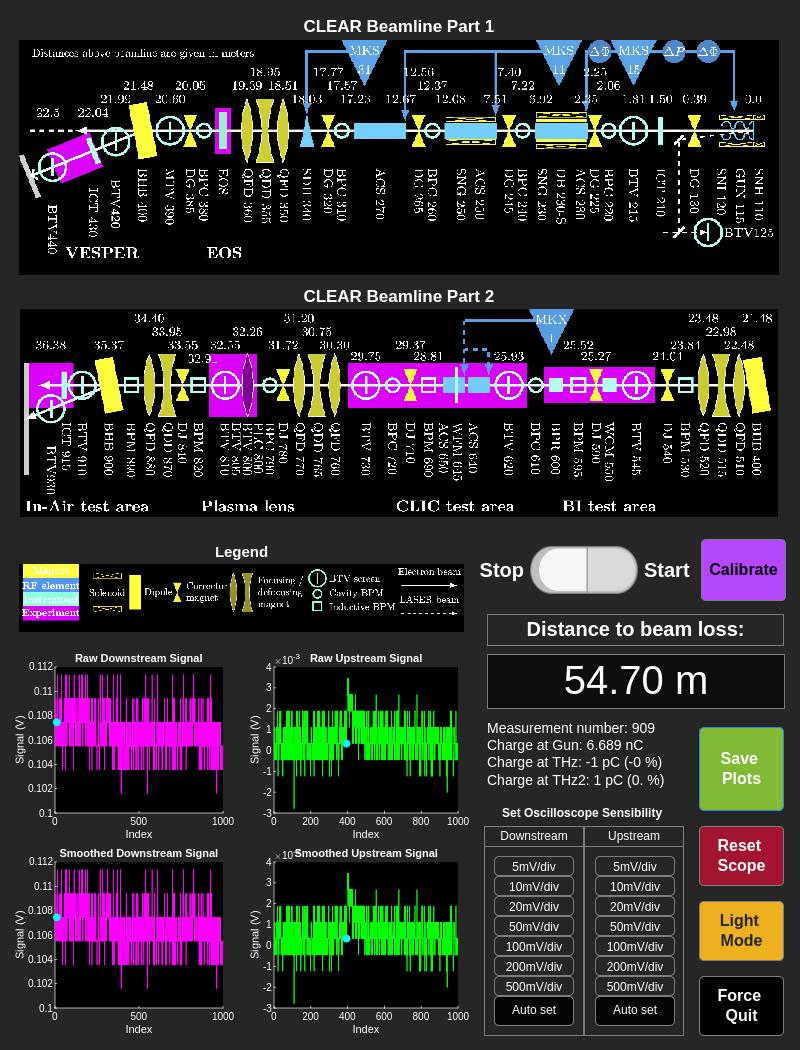 CLEAR Beamline Part 1
Distances above beamline are given in meters
MKS MKS ΔΦ MKS ΔP ΔΦ
31 11 15
18.95 17.77 12.56 7.40 2.25
21.48 20.05 19.39 18.51 17.57 12.37 7.22 2.06
21.99 20.60 18.03 17.23 12.67 12.08 7.51 6.92 1.81 1.50 0.39 0.0
22.5 22.04
BTV440
ICT 430
BTV420
BHB 400
MTV 390
DG 385
BPC 380
EOS
QFD 360
QDD 355
QFD 350
SDH 340
DG 320
BPC 310
ACS 270
DG 265
BPC 260
SNG 250
ACS 250
DG 215
BPC 240
SNG 230
ACS 230
DG 225
BPC 220
BTV 215
ICT 210
DG 130
SNI 120
GUN 115
SNH 110
BTV125
VESPER EOS
CLEAR Beamline Part 2
MKX
34.40 31.20 23.48 21.48
33.95 32.26 30.75 22.98
36.38 35.37 33.55 32.55 31.72 30.30 29.37 25.52 23.84 22.48
32.9 29.75 28.81 25.93 25.27 24.04
ICT 915
BTV 910
BHB 900
BPM 890
QFD 880
QDD 870
DJ 840
BPM 820
BTV 810
BTV 800
PLC 800
BPC 790
DJ 780
QFD 770
QDD 765
QFD 760
BTV 730
BPC 720
DJ 710
BPM 690
ACS 650
WFM 645
ACS 640
BTV 620
BPC 610
BPR 600
BPM 595
DJ 590
WCM 550
BTV 545
DJ 540
BPM 530
QFD 520
QDD 515
QFD 510
BHB 400
In-Air test area Plasma lens CLIC test area BI test area
Legend
Magnet
RF element
Instrument
Experiment
Solenoid
Dipole
Corrector
magnet
Focusing /
defocusing
magnet
BTV screen
Cavity BPM
Inductive BPM
Electron beam
LASER beam
Stop Start
Calibrate
Distance to beam loss:
54.70 m
Measurement number: 909
Charge at Gun: 6.689 nC
Charge at THz: -1 pC (-0 %)
Charge at THz2: 1 pC (0. %)
Save
Plots
Set Oscilloscope Sensibility
Downstream Upstream
5mV/div 5mV/div
10mV/div 10mV/div
20mV/div 20mV/div
50mV/div 50mV/div
100mV/div 100mV/div
200mV/div 200mV/div
500mV/div 500mV/div
Auto set Auto set
Reset
Scope
Light
Mode
Force
Quit
Raw Downstream Signal
Signal (V)
0.112
0.11
0.108
0.106
0.104
0.102
0.1
0 500 1000
Index
×10⁻³ Raw Upstream Signal
Signal (V)
4
3
2
1
0
-1
-2
-3
0 200 400 600 800 1000
Index
Smoothed Downstream Signal
Signal (V)
0.112
0.11
0.108
0.106
0.104
0.102
0.1
0 500 1000
Index
Smoothed Upstream Signal
Signal (V)
4
3
2
1
0
-1
-2
-3
0 200 400 600 800 1000
Index